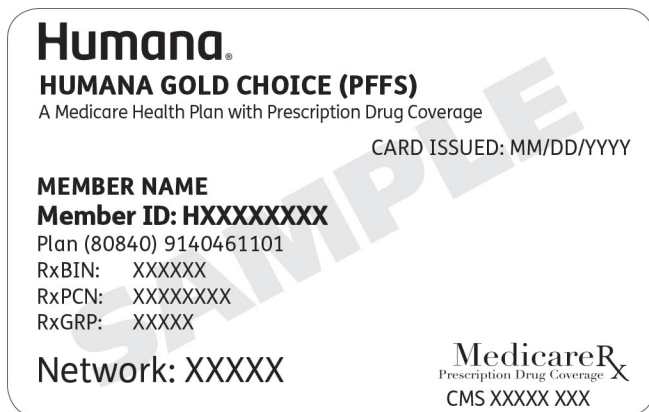 Humana®
HUMANA GOLD CHOICE (PFFS)
A Medicare Health Plan with Prescription Drug Coverage
CARD ISSUED: MM/DD/YYYY
MEMBER NAME
Member ID: HXXXXXXXX
Plan (80840) 9140461101
RxBIN: XXXXXX
RxPCN: XXXXXXXX
RxGRP: XXXXX
Network: XXXXX
MedicareRx
Prescription Drug Coverage
CMS XXXXX XXX
SAMPLE